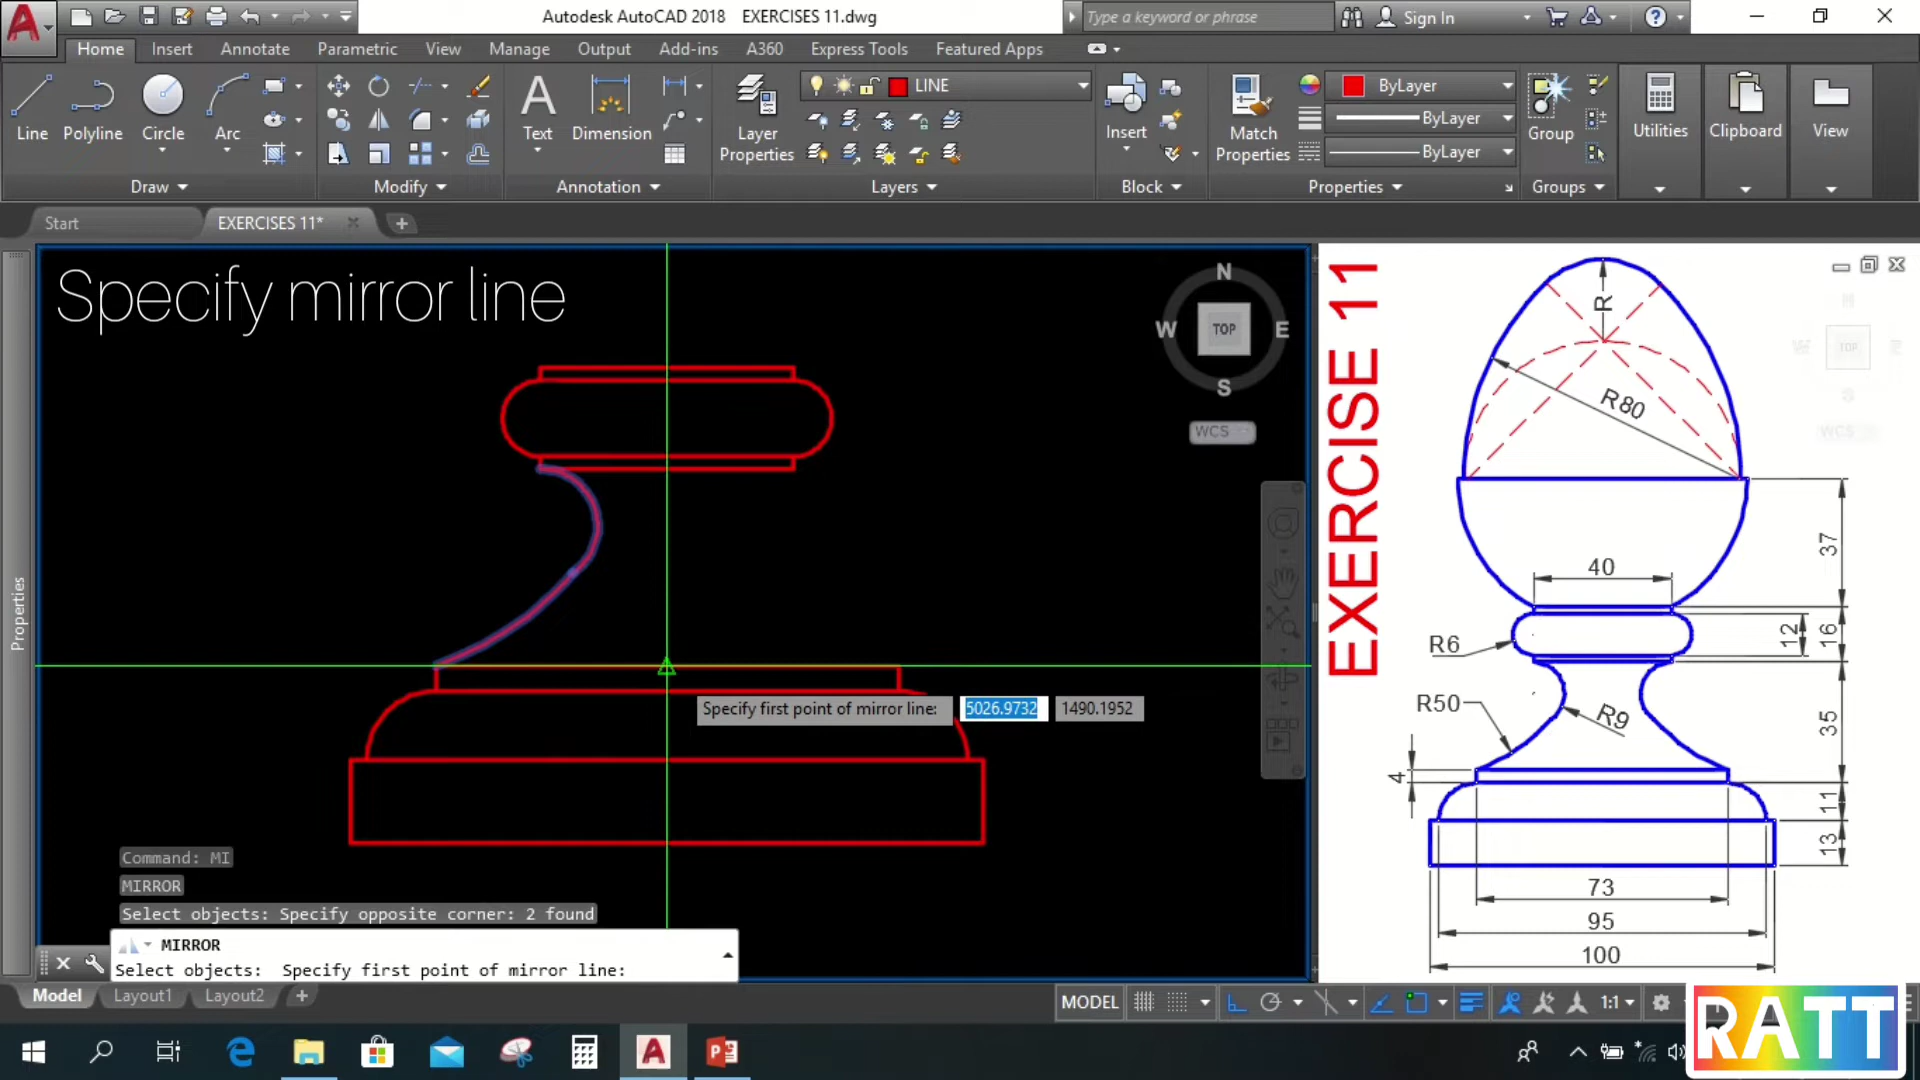 Autodesk AutoCAD 2018 EXERCISES 11.dwg
Type a keyword or phrase
Sign In
Home Insert Annotate Parametric View Manage Output Add-ins A360 Express Tools Featured Apps
Line Polyline Circle Arc
Text Dimension
Layer Properties
LINE
Insert
Match Properties
ByLayer
ByLayer
ByLayer
Group
Utilities
Clipboard
View
Draw Modify Annotation Layers Block Properties Groups
Start EXERCISES 11*
Specify mirror line
N
W TOP E
S
WCS
Properties
Specify first point of mirror line: 5026.9732 1490.1952
Command: MI
MIRROR
Select objects: Specify opposite corner: 2 found
MIRROR
Select objects: Specify first point of mirror line:
EXERCISE 11
R
R80
TOP
WCS
37
40
12
16
R6
R50
R9
35
4
11
13
73
95
100
Model Layout1 Layout2
MODEL
1:1
RATT